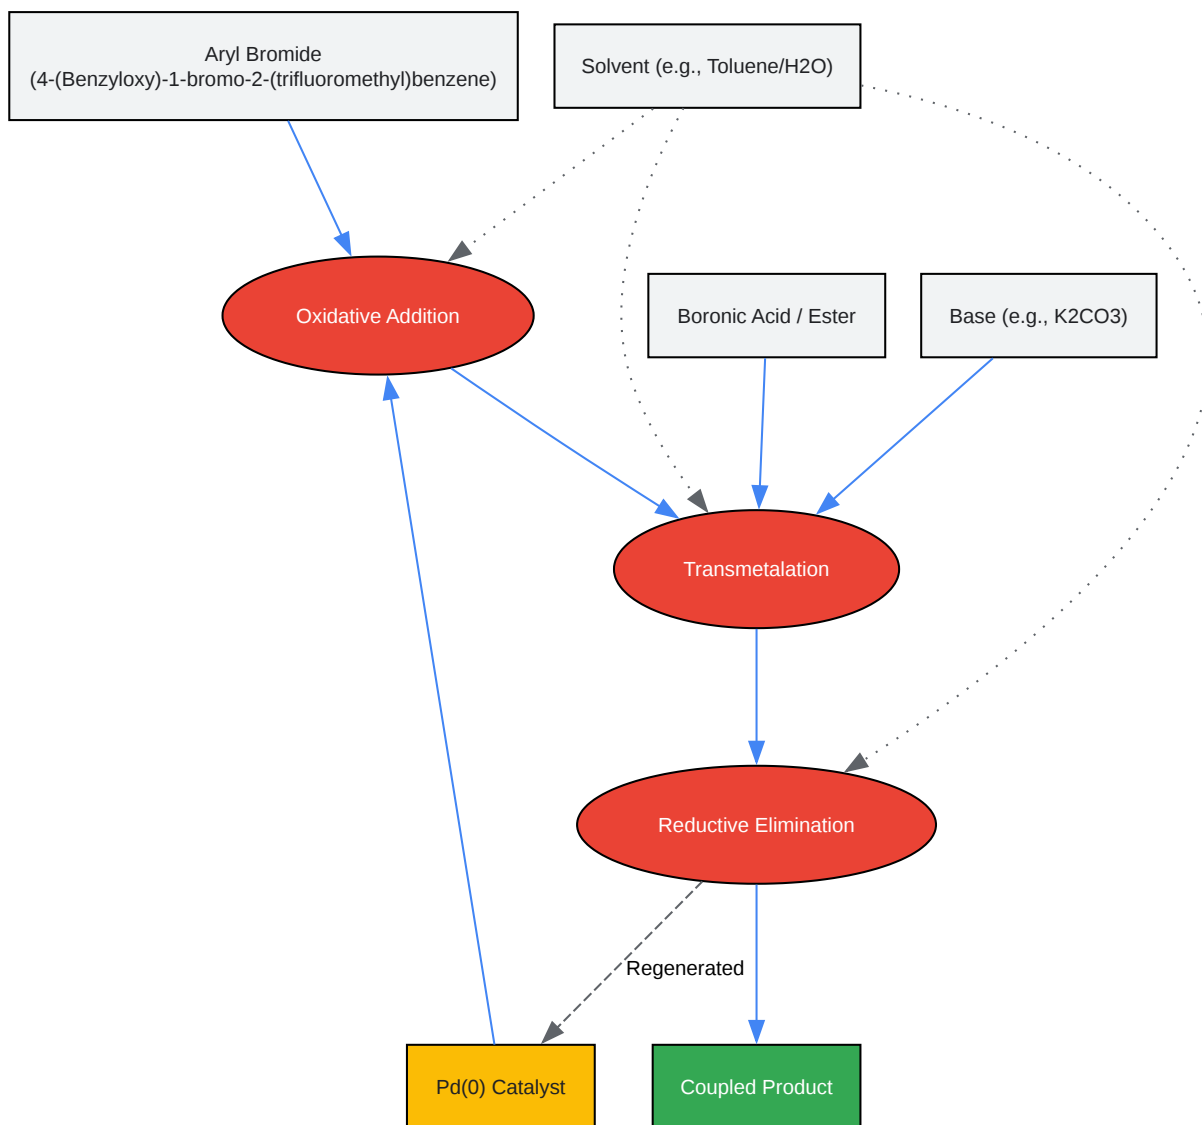 Aryl Bromide
(4-(Benzyloxy)-1-bromo-2-(trifluoromethyl)benzene)
Solvent (e.g., Toluene/H2O)
Oxidative Addition
Boronic Acid / Ester
Base (e.g., K2CO3)
Transmetalation
Reductive Elimination
Regenerated
Pd(0) Catalyst
Coupled Product